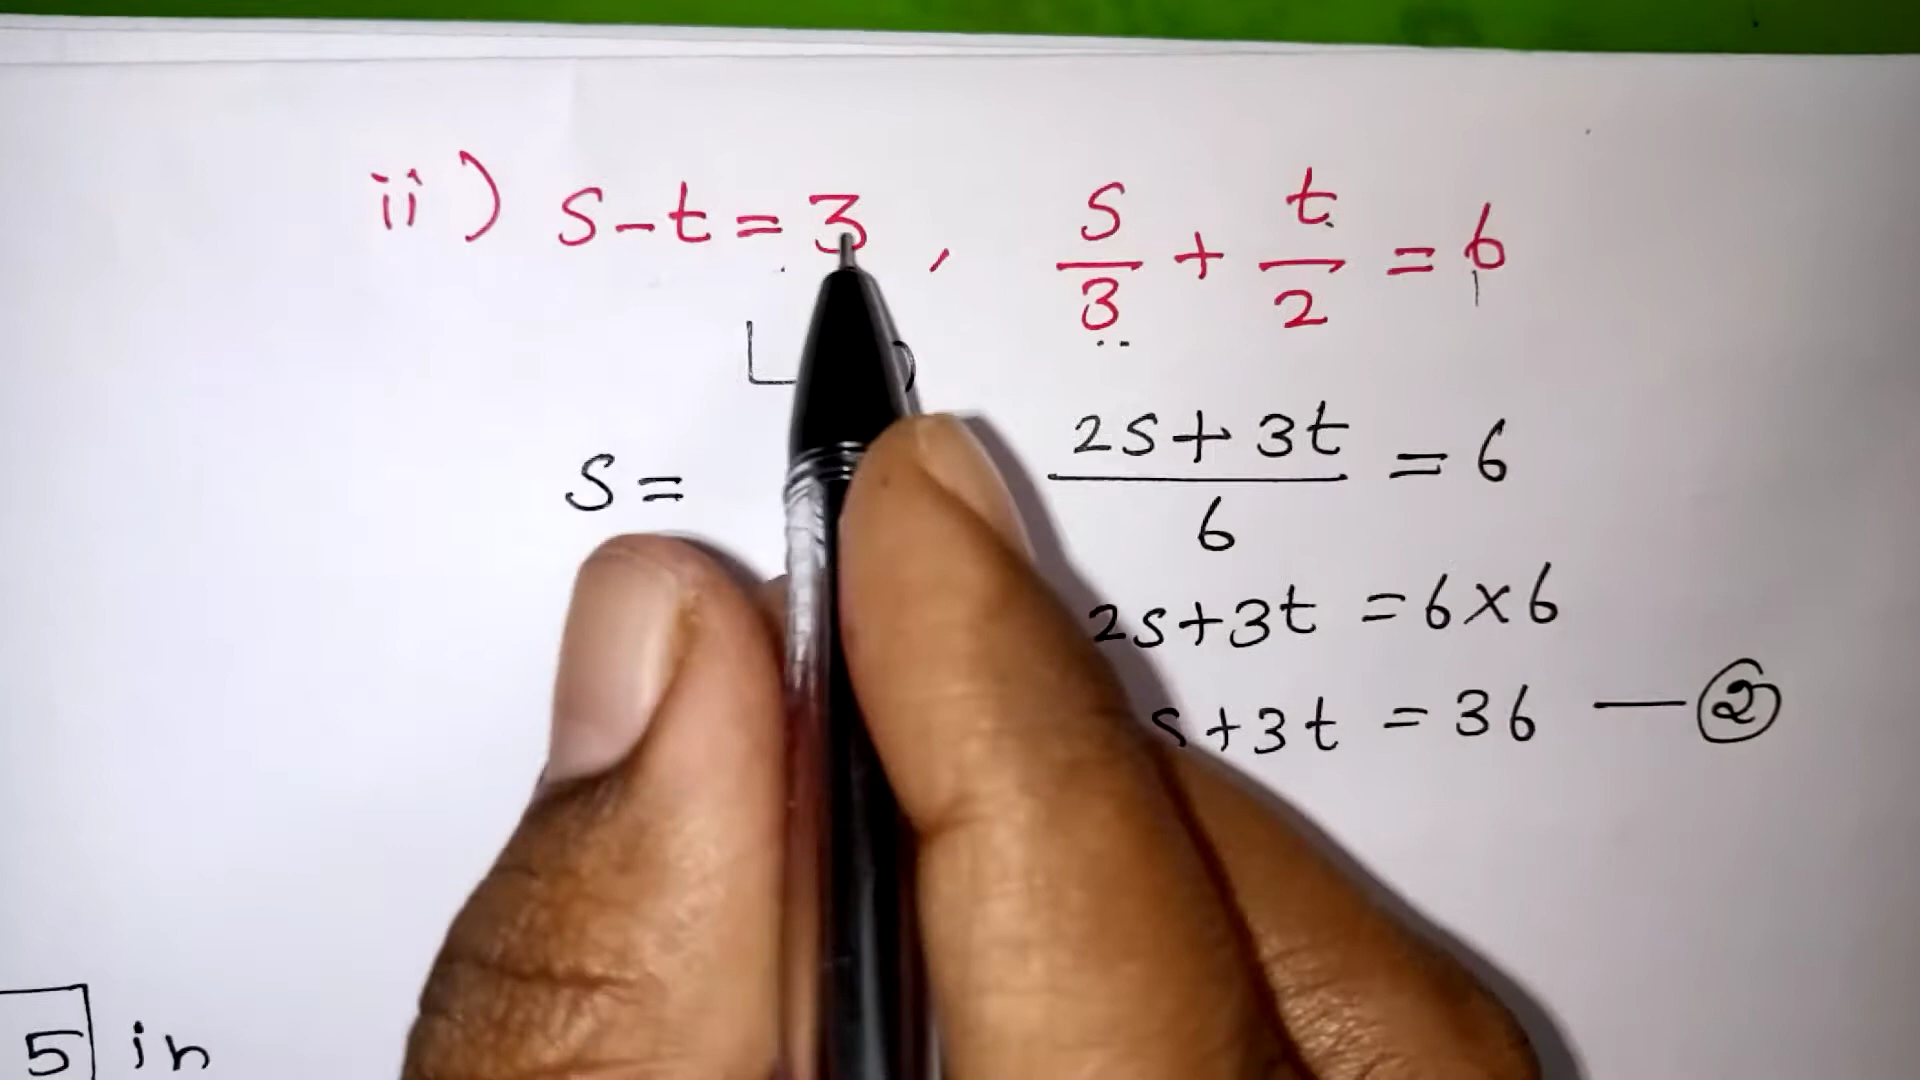 ii) s-t=3, s/3 + t/2 = 6
(2s+3t)/6 = 6
s=
2s+3t = 6×6
s+3t = 36 — ②
5 in